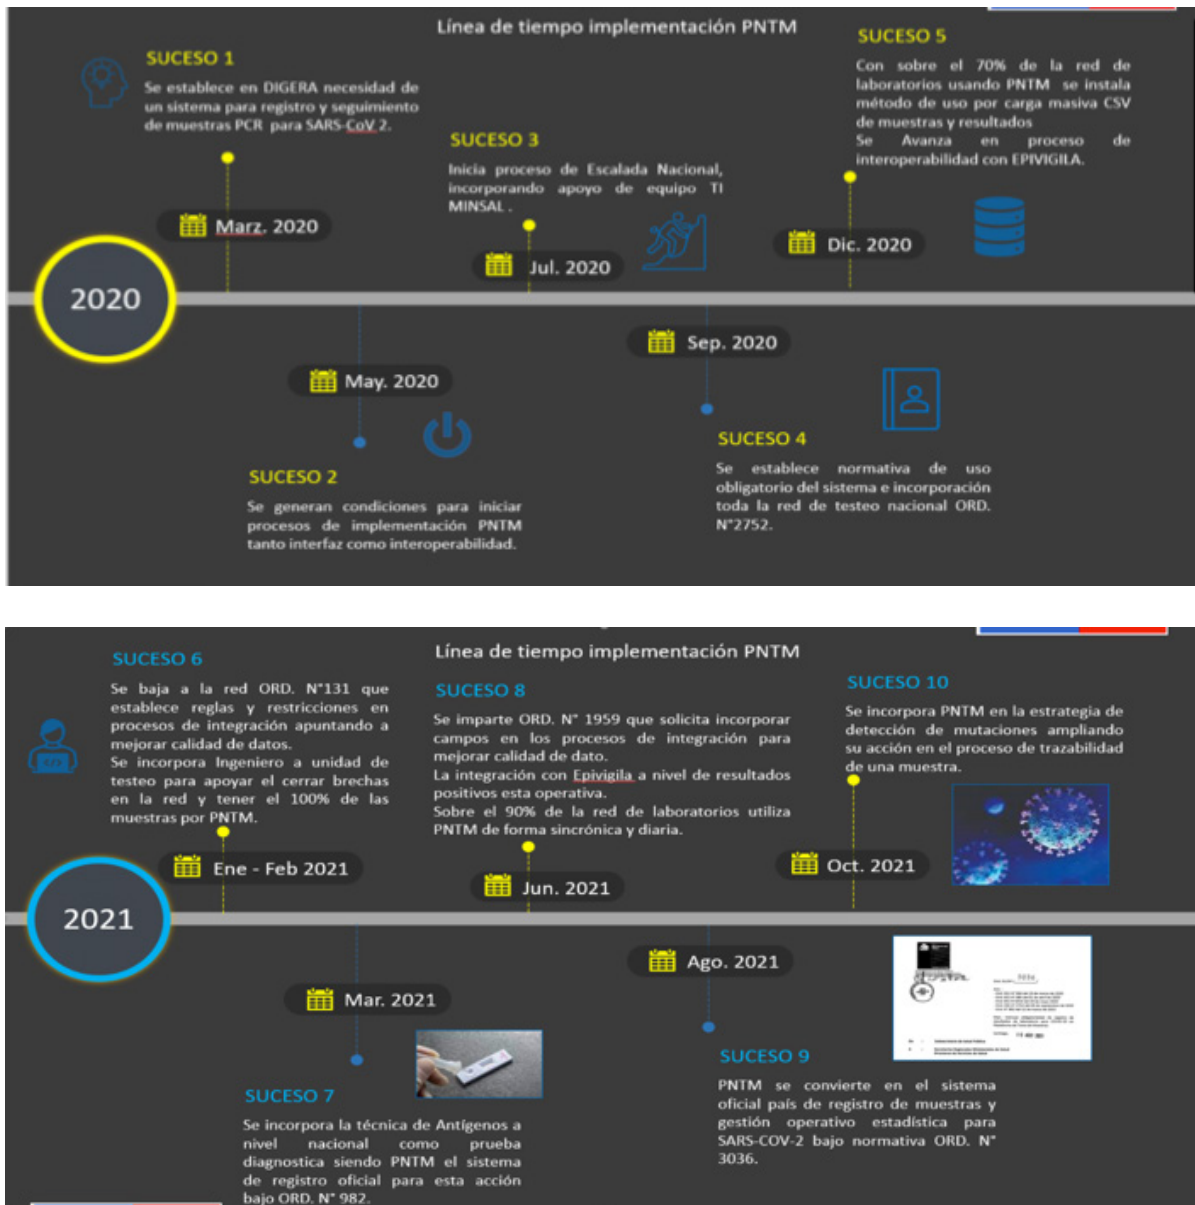 Línea de tiempo implementación PNTM
SUCESO 1
Se establece en DIGERA necesidad de
un sistema para registro y seguimiento
de muestras PCR para SARS-CoV 2.
Marz. 2020
SUCESO 3
Inicia proceso de Escalada Nacional,
incorporando apoyo de equipo TI
MINSAL .
Jul. 2020
SUCESO 5
Con sobre el 70% de la red de
laboratorios usando PNTM se instala
método de uso por carga masiva CSV
de muestras y resultados
Se Avanza en proceso de
interoperabilidad con EPIVIGILA.
Dic. 2020
2020
May. 2020
SUCESO 2
Se generan condiciones para iniciar
procesos de implementación PNTM
tanto interfaz como interoperabilidad.
Sep. 2020
SUCESO 4
Se establece normativa de uso
obligatorio del sistema e incorporación
toda la red de testeo nacional ORD.
N°2752.
Línea de tiempo implementación PNTM
SUCESO 6
Se baja a la red ORD. N°131 que
establece reglas y restricciones en
procesos de integración apuntando a
mejorar calidad de datos.
Se incorpora Ingeniero a unidad de
testeo para apoyar el cerrar brechas
en la red y tener el 100% de las
muestras por PNTM.
Ene - Feb 2021
SUCESO 8
Se imparte ORD. N° 1959 que solicita incorporar
campos en los procesos de integración para
mejorar calidad de dato.
La integración con Epivigila a nivel de resultados
positivos esta operativa.
Sobre el 90% de la red de laboratorios utiliza
PNTM de forma sincrónica y diaria.
Jun. 2021
SUCESO 10
Se incorpora PNTM en la estrategia de
detección de mutaciones ampliando
su acción en el proceso de trazabilidad
de una muestra.
Oct. 2021
2021
Mar. 2021
SUCESO 7
Se incorpora la técnica de Antígenos a
nivel nacional como prueba
diagnostica siendo PNTM el sistema
de registro oficial para esta acción
bajo ORD. N° 982.
Ago. 2021
SUCESO 9
PNTM se convierte en el sistema
oficial país de registro de muestras y
gestión operativo estadística para
SARS-COV-2 bajo normativa ORD. N°
3036.